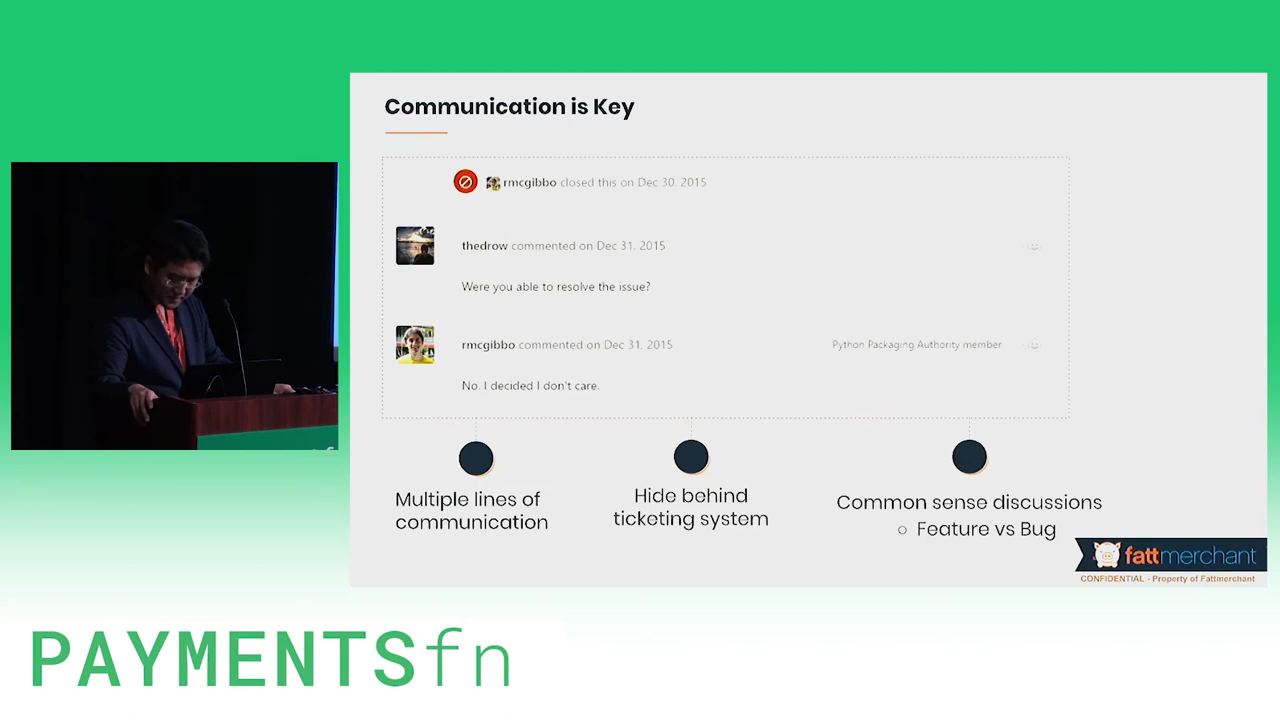 Communication is Key
rmcgibbo closed this on Dec 30, 2015
thedrow commented on Dec 31, 2015
Were you able to resolve the issue?
rmcgibbo commented on Dec 31, 2015
Python Packaging Authority member
No. I decided I don't care.
Multiple lines of
communication
Hide behind
ticketing system
Common sense discussions
○ Feature vs Bug
fattmerchant
CONFIDENTIAL - Property of Fattmerchant
PAYMENTSfn